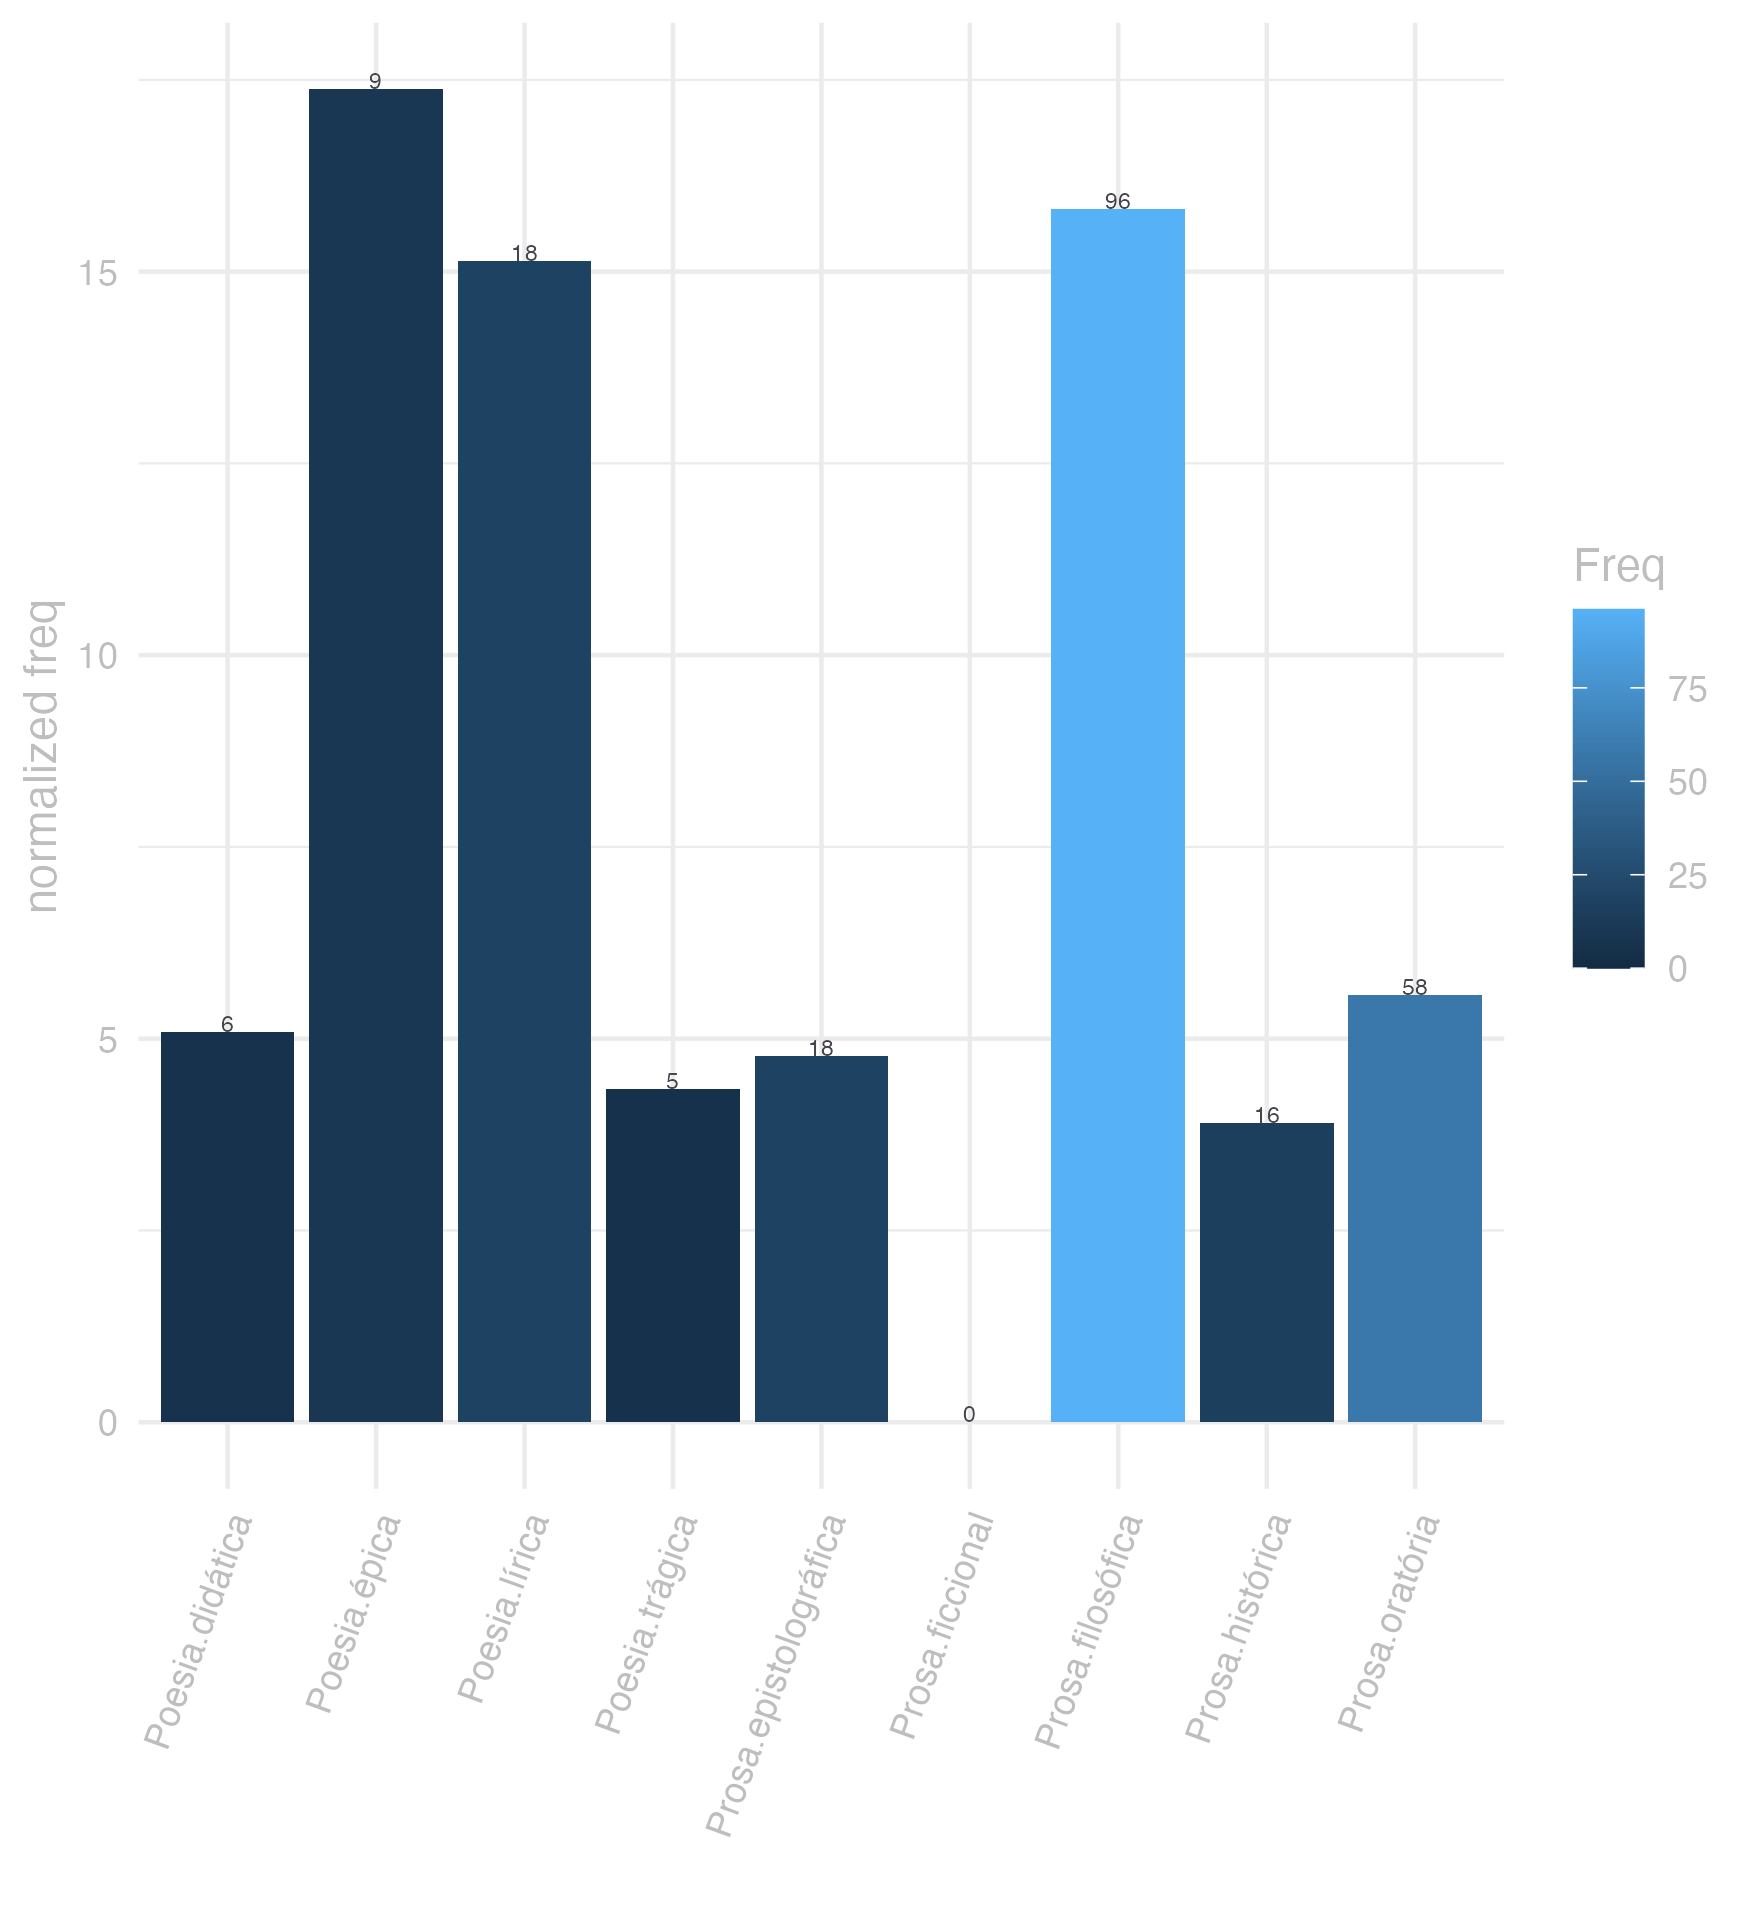 normalized freq
15
10
5
0
6
9
18
5
18
0
96
16
58
Poesia.didática
Poesia.épica
Poesia.lírica
Poesia.trágica
Prosa.epistolográfica
Prosa.ficcional
Prosa.filosófica
Prosa.histórica
Prosa.oratória
Freq
75
50
25
0